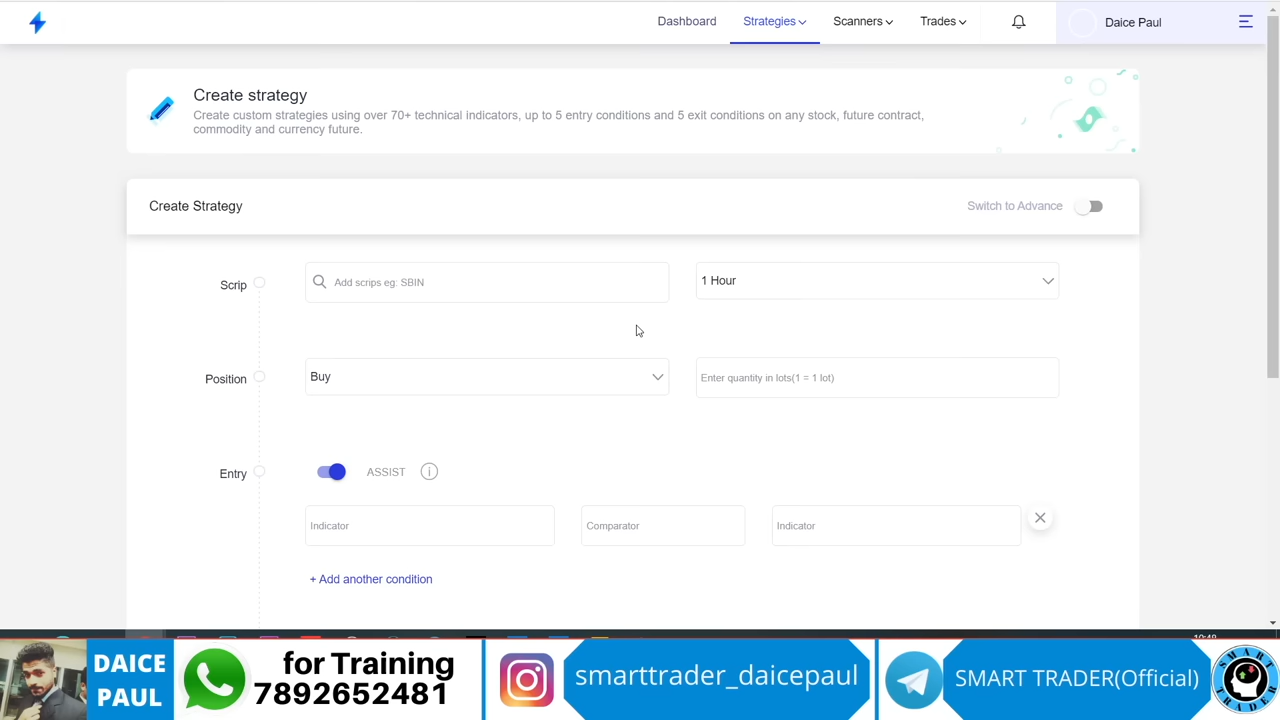 Dashboard
Strategies
Scanners
Trades
Daice Paul
Create strategy
Create custom strategies using over 70+ technical indicators, up to 5 entry conditions and 5 exit conditions on any stock, future contract,
commodity and currency future.
Create Strategy
Switch to Advance
Scrip
Add scrips eg: SBIN
1 Hour
Position
Buy
Enter quantity in lots(1 = 1 lot)
Entry
ASSIST
Indicator
Comparator
Indicator
+ Add another condition
DAICE
PAUL
for Training
7892652481
smarttrader_daicepaul
SMART TRADER(Official)
SMART
TRADER